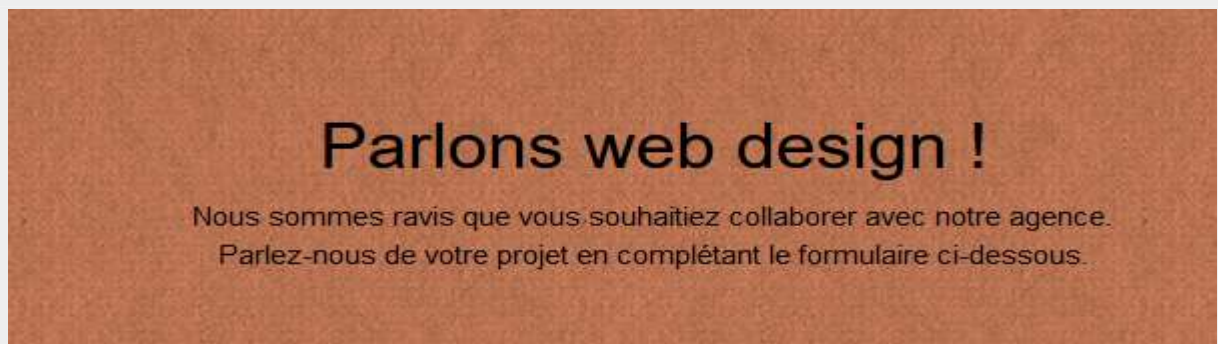 Parlons web design !
Nous sommes ravis que vous souhaitiez collaborer avec notre agence.
Parlez-nous de votre projet en complétant le formulaire ci-dessous.